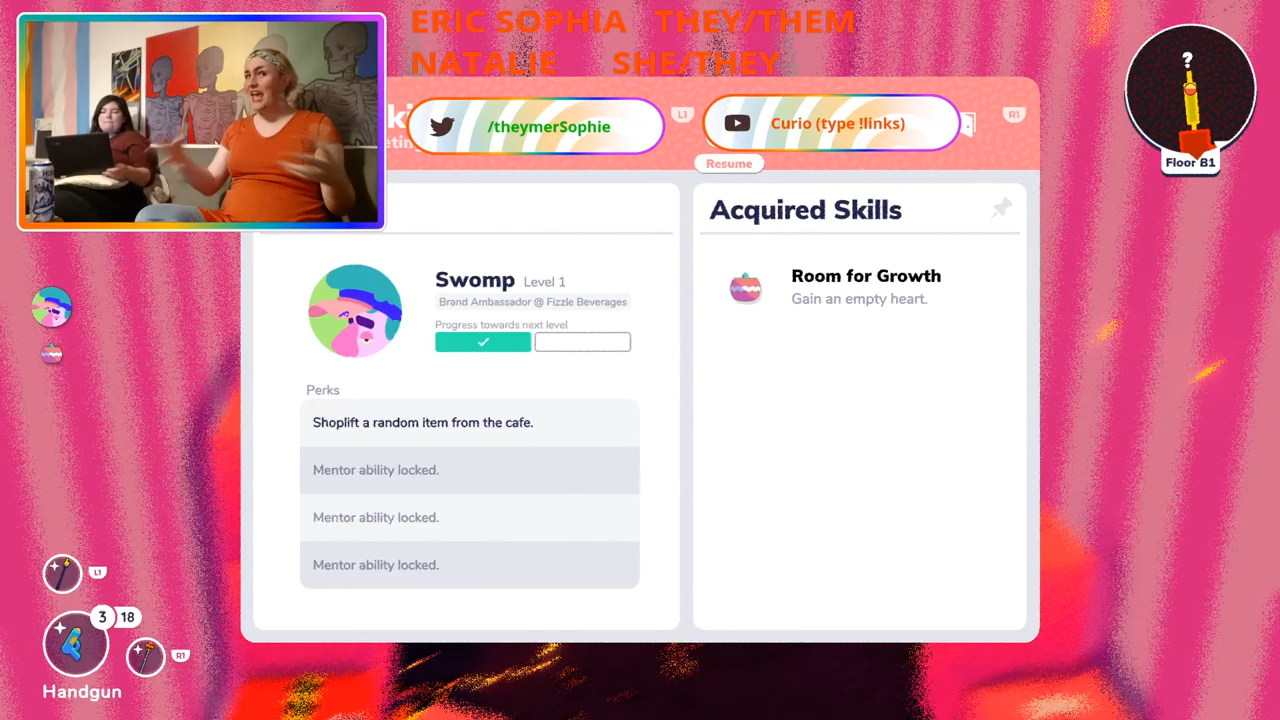 ERIC SOPHIA THEY/THEM
NATALIE SHE/THEY
/theymerSophie
L1
Curio (type !links)
R1
Resume
Floor B1
?
Acquired Skills
Swomp Level 1
Brand Ambassador @ Fizzle Beverages
Progress towards next level
Room for Growth
Gain an empty heart.
Perks
Shoplift a random item from the cafe.
Mentor ability locked.
Mentor ability locked.
Mentor ability locked.
L1
3 18
R1
Handgun